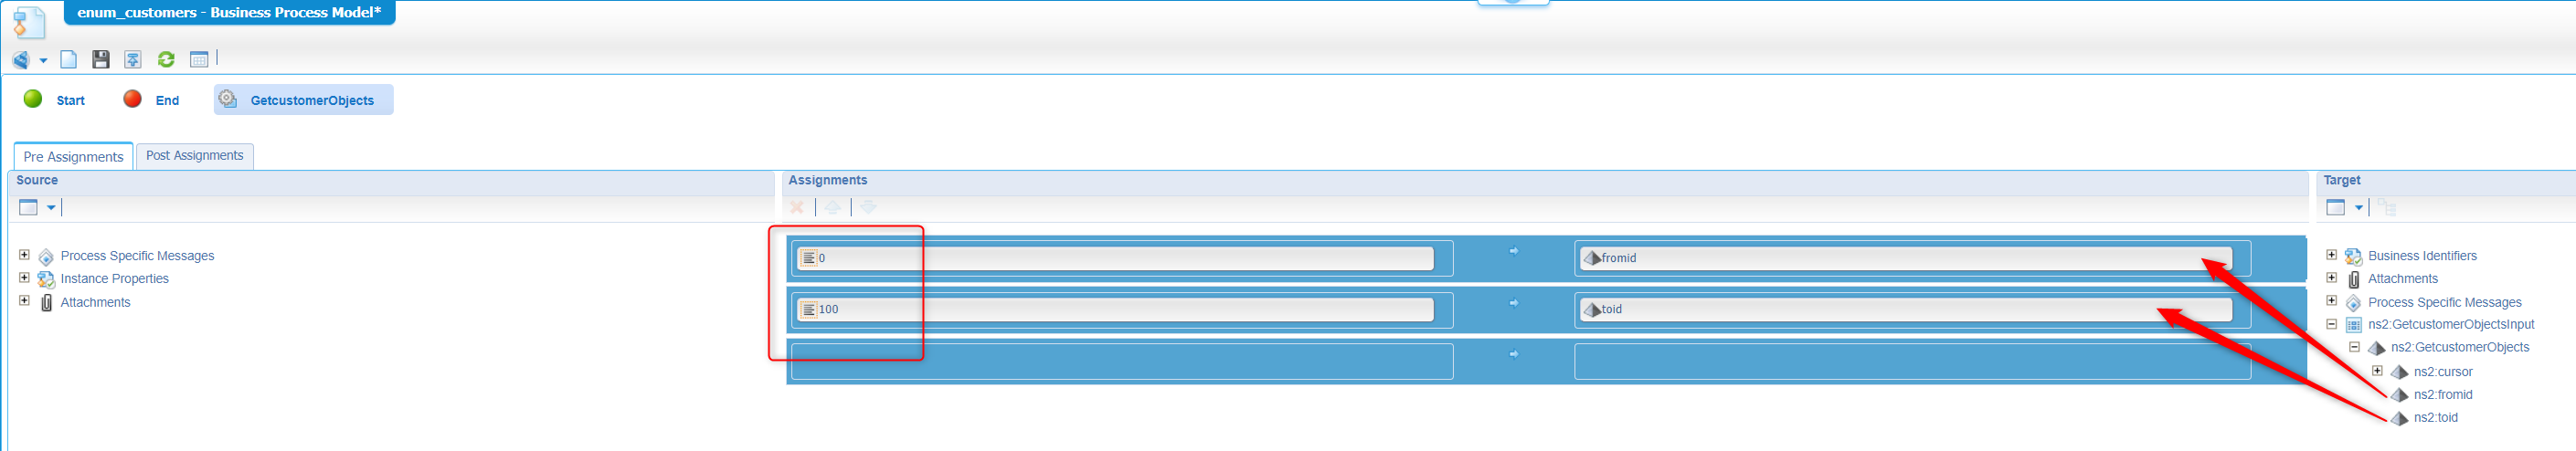 enum_customers - Business Process Model*
Start End GetcustomerObjects
Pre Assignments Post Assignments
Source Assignments Target
Process Specific Messages
Instance Properties
Attachments
0 fromid
100 toid
Business Identifiers
Attachments
Process Specific Messages
ns2:GetcustomerObjectsInput
ns2:GetcustomerObjects
ns2:cursor
ns2:fromid
ns2:toid